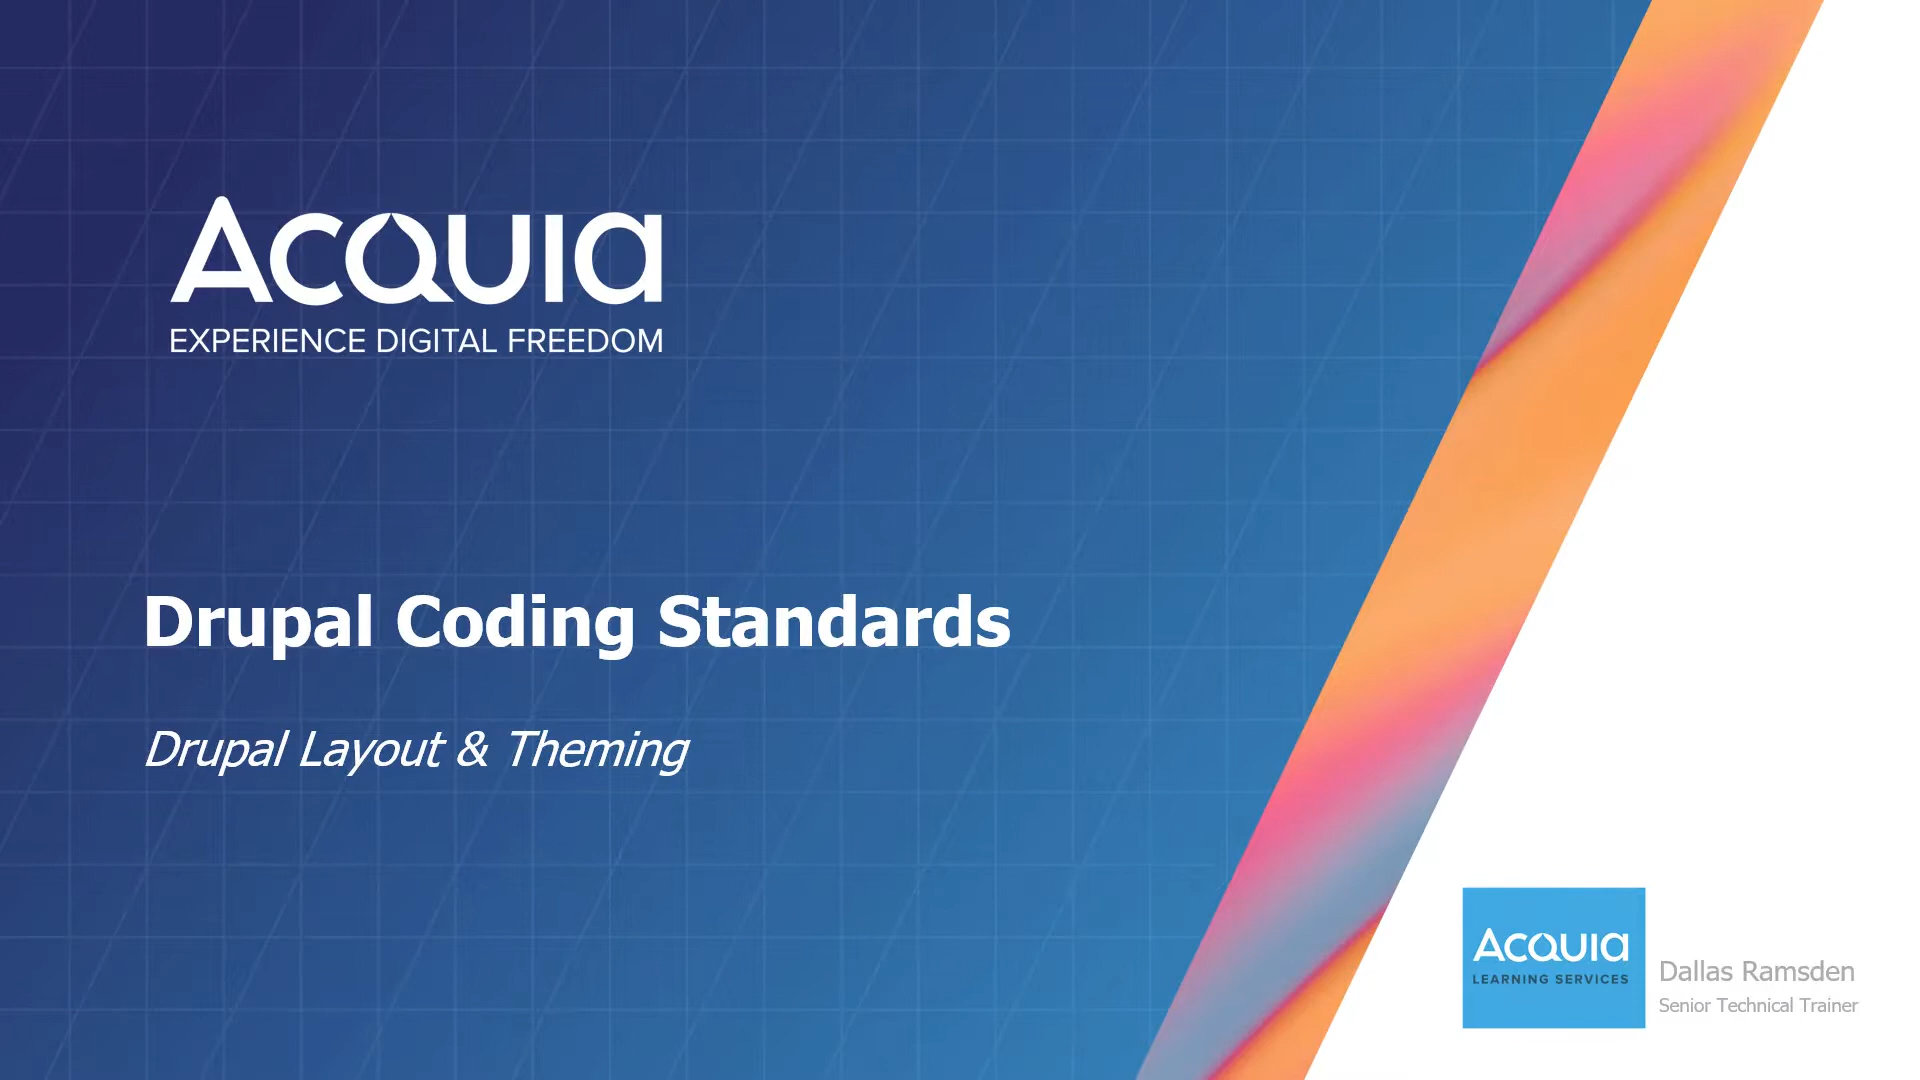 ACQUIA
EXPERIENCE DIGITAL FREEDOM
Drupal Coding Standards
Drupal Layout & Theming
ACQUIA
LEARNING SERVICES
Dallas Ramsden
Senior Technical Trainer